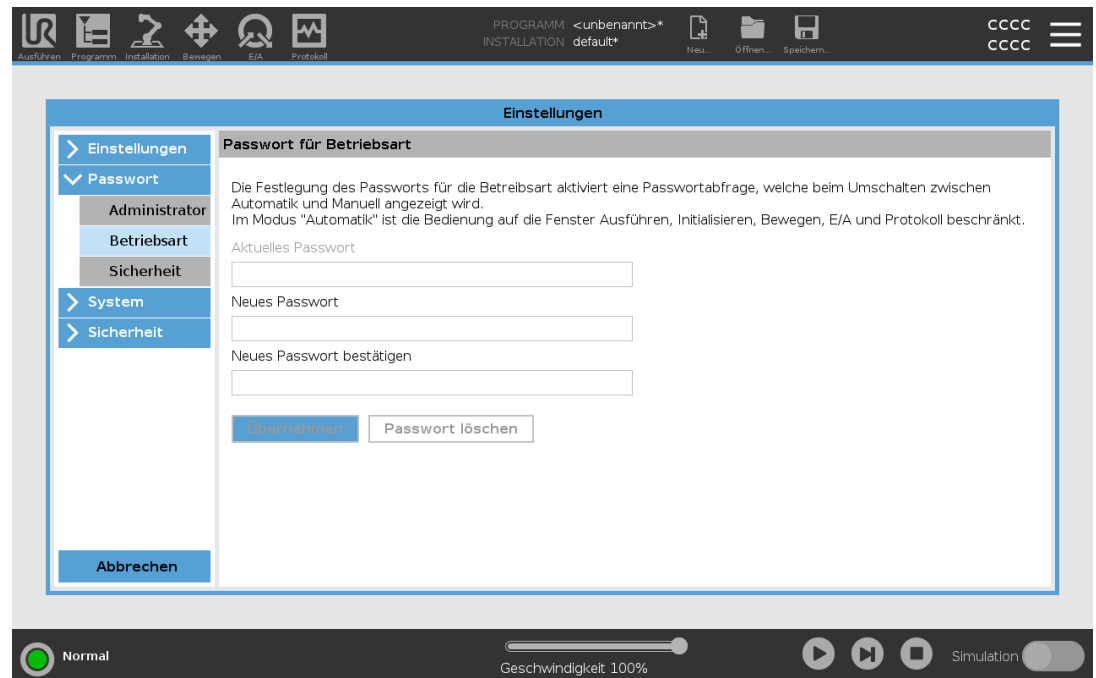 PROGRAMM <unbenannt>*
INSTALLATION default*
Ausführen Programm Installation Bewegen E/A Protokoll
Neu... Öffnen... Speichern...
CCCC
CCCC
Einstellungen
Einstellungen
Passwort
Administrator
Betriebsart
Sicherheit
System
Sicherheit
Abbrechen
Passwort für Betriebsart
Die Festlegung des Passworts für die Betreibsart aktiviert eine Passwortabfrage, welche beim Umschalten zwischen
Automatik und Manuell angezeigt wird.
Im Modus "Automatik" ist die Bedienung auf die Fenster Ausführen, Initialisieren, Bewegen, E/A und Protokoll beschränkt.
Aktuelles Passwort
Neues Passwort
Neues Passwort bestätigen
Übernehmen Passwort löschen
Normal
Geschwindigkeit 100%
Simulation